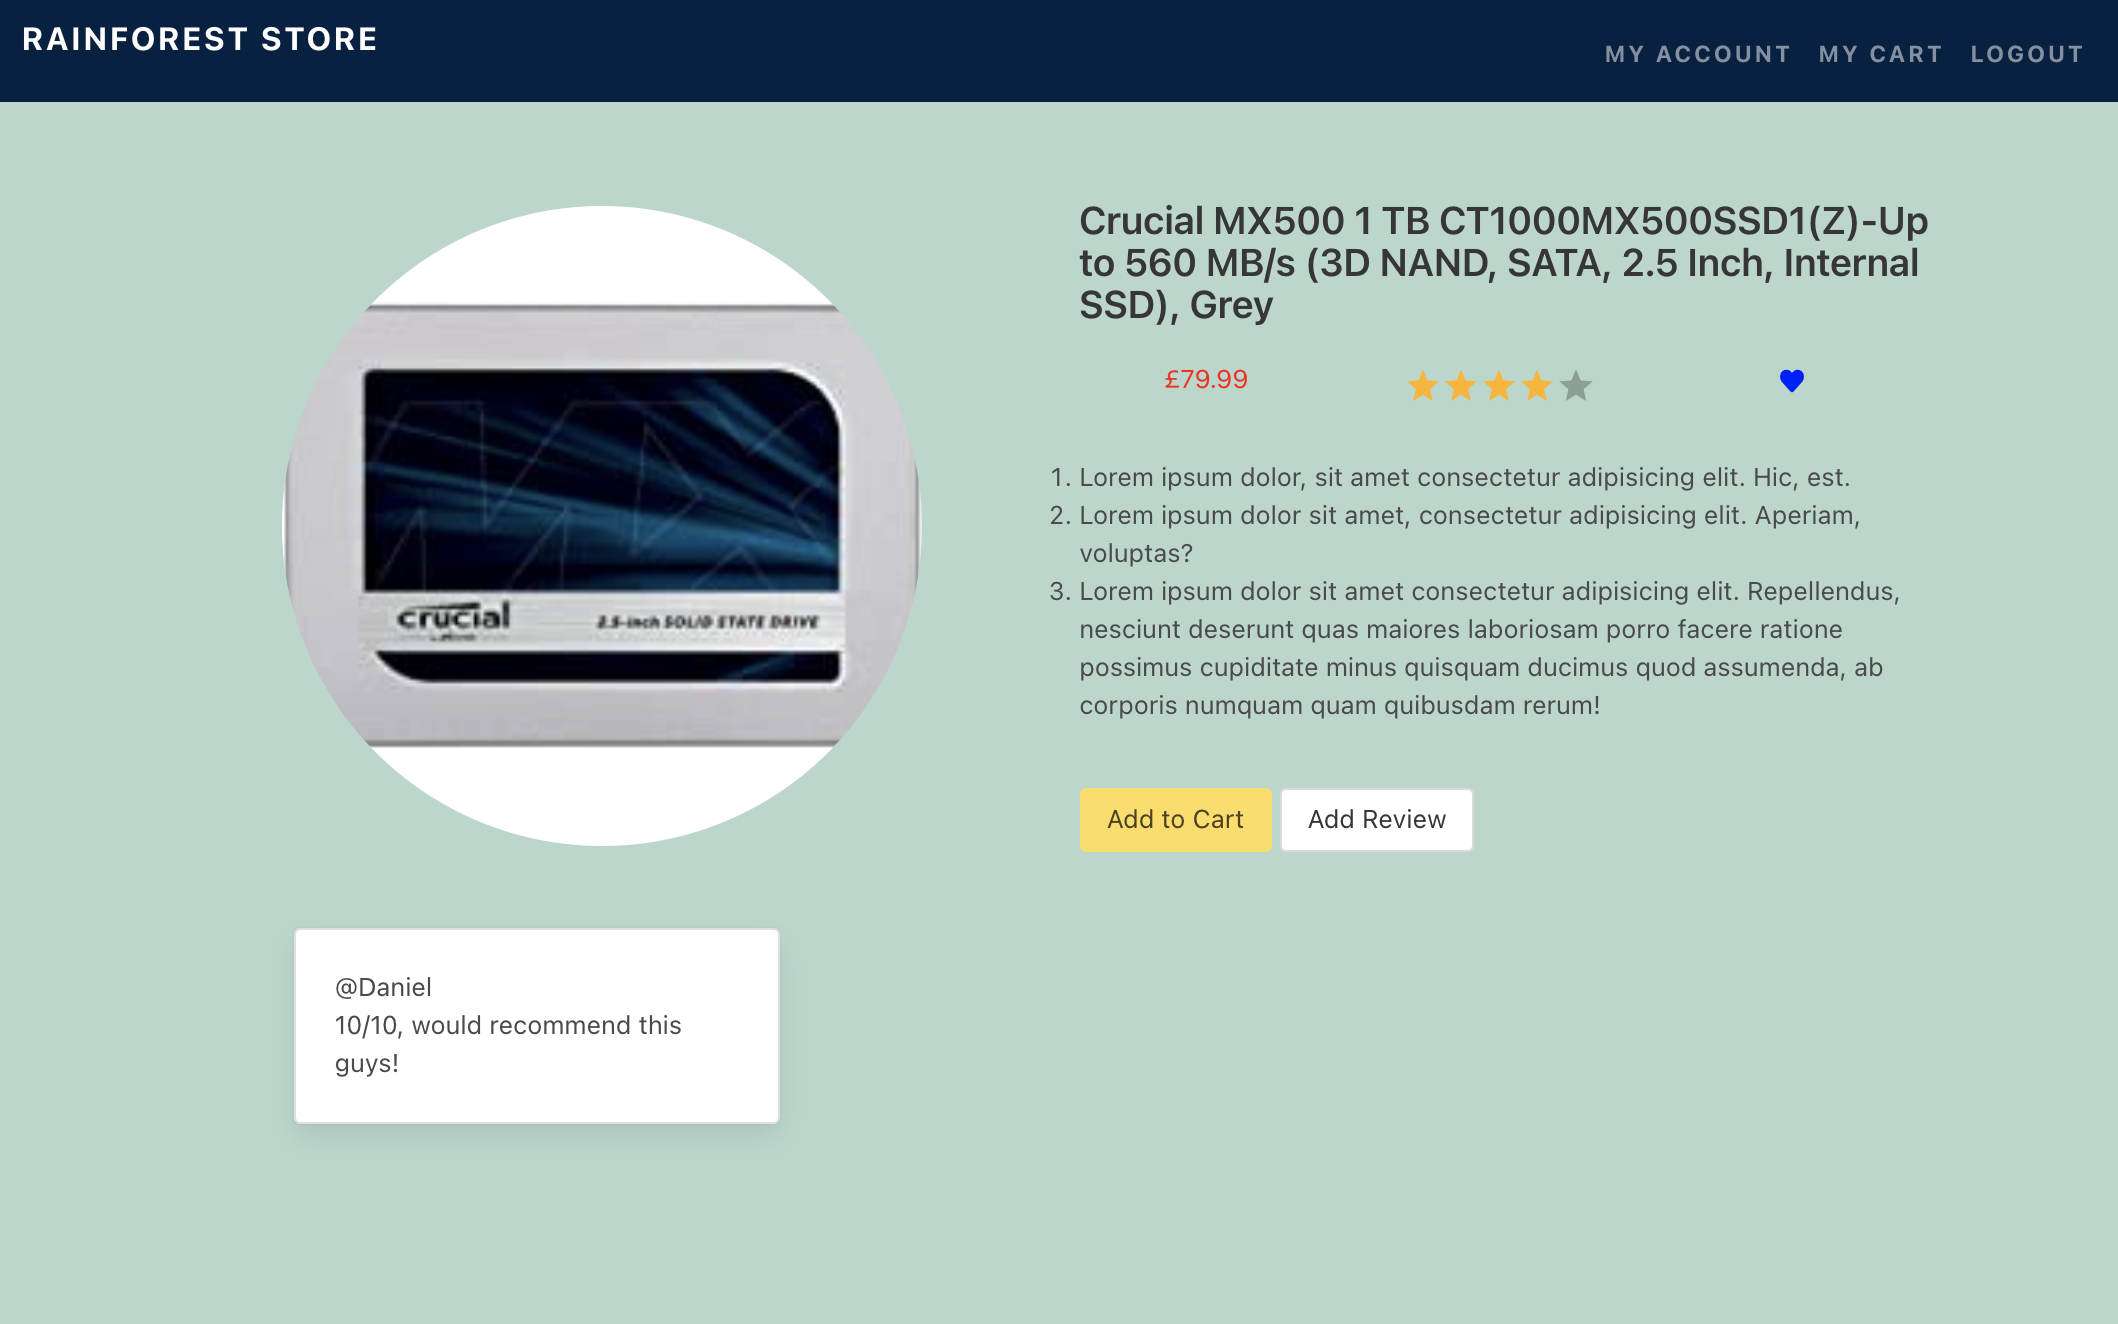 RAINFOREST STORE
MY ACCOUNT MY CART LOGOUT
Crucial MX500 1 TB CT1000MX500SSD1(Z)-Up
to 560 MB/s (3D NAND, SATA, 2.5 Inch, Internal
SSD), Grey
£79.99
1. Lorem ipsum dolor, sit amet consectetur adipisicing elit. Hic, est.
2. Lorem ipsum dolor sit amet, consectetur adipisicing elit. Aperiam,
voluptas?
3. Lorem ipsum dolor sit amet consectetur adipisicing elit. Repellendus,
nesciunt deserunt quas maiores laboriosam porro facere ratione
possimus cupiditate minus quisquam ducimus quod assumenda, ab
corporis numquam quam quibusdam rerum!
Add to Cart Add Review
crucial
2.5-inch SOLID STATE DRIVE
@Daniel
10/10, would recommend this
guys!